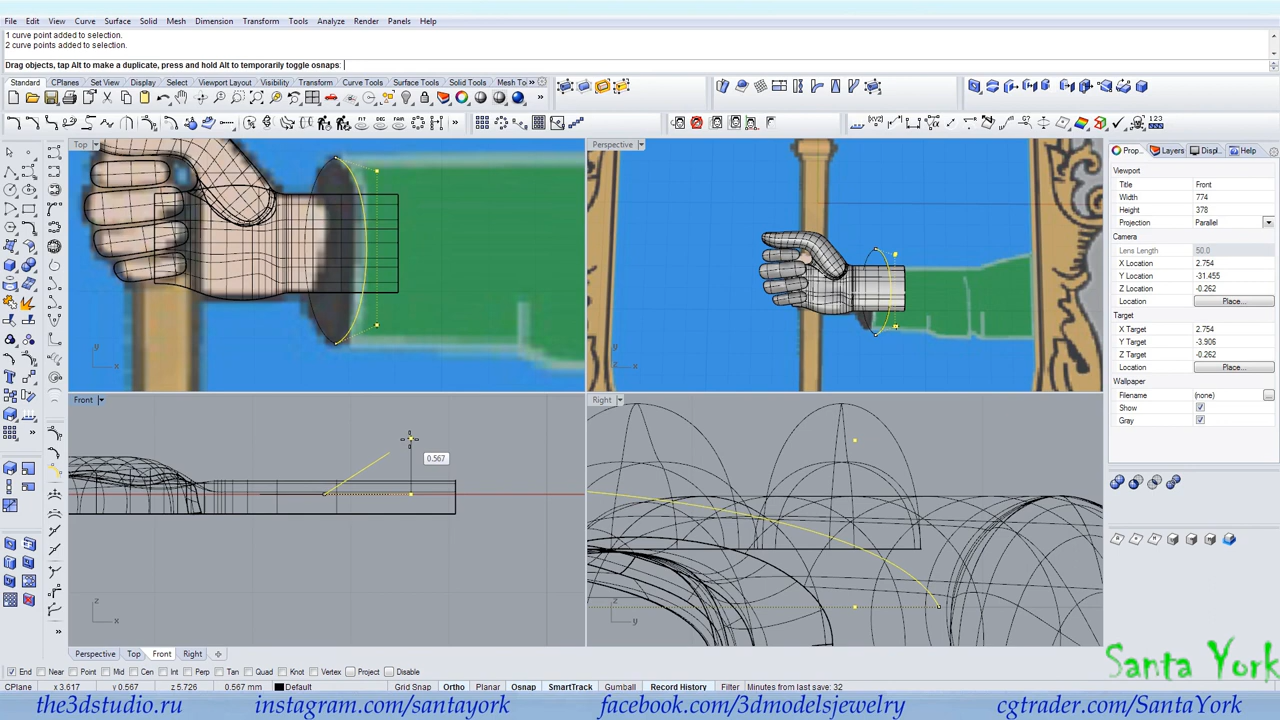 File Edit View Curve Surface Solid Mesh Dimension Transform Tools Analyze Render Panels Help
1 curve point added to selection.
2 curve points added to selection.
Drag objects, tap Alt to make a duplicate, press and hold Alt to temporarily toggle osnaps:
Standard CPlanes Set View Display Select Viewport Layout Visibility Transform Curve Tools Surface Tools Solid Tools Mesh To
Top
Perspective
Prop... Layers Displ... Help
Viewport
Title Front
Width 774
Height 378
Projection Parallel
Camera
Lens Length 50.0
X Location 2.754
Y Location -31.455
Z Location -0.262
Location Place...
Target
X Target 2.754
Y Target -3.906
Z Target -0.262
Location Place...
Wallpaper
Filename (none) ...
Show
Gray
y
x
Front
Right
0.567
z
x
z
y
Perspective Top Front Right
End Near Point Mid Cen Int Perp Tan Quad Knot Vertex Project Disable
CPlane x 3.617 y 0.567 z 5.726 0.567 mm Default Grid Snap Ortho Planar Osnap SmartTrack Gumball Record History Filter Minutes from last save: 32
Santa York
the3dstudio.ru instagram.com/santayork facebook.com/3dmodelsjewelry cgtrader.com/SantaYork